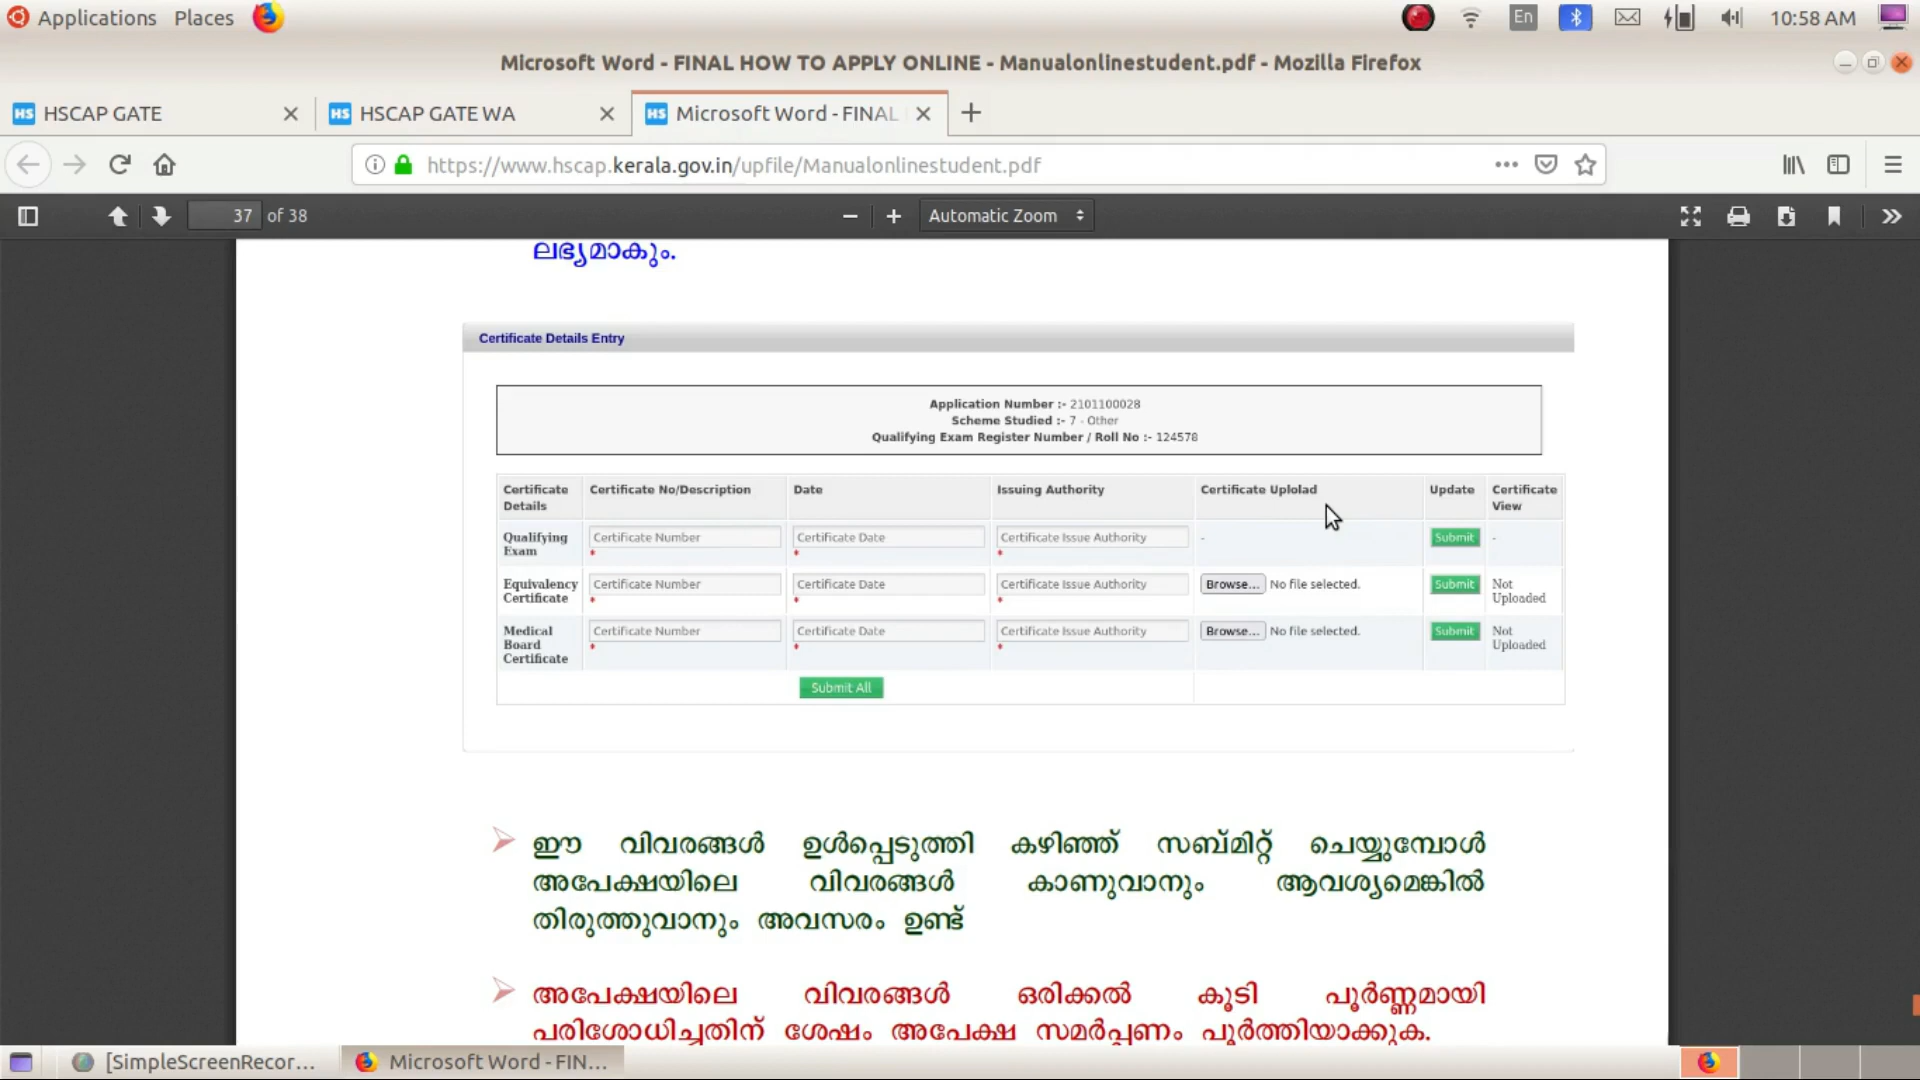 Applications Places En 10:58 AM
Microsoft Word - FINAL HOW TO APPLY ONLINE - Manualonlinestudent.pdf - Mozilla Firefox
HS HSCAP GATE HS HSCAP GATE WA HS Microsoft Word - FINAL
https://www.hscap.kerala.gov.in/upfile/Manualonlinestudent.pdf
37 of 38 Automatic Zoom
ലഭ്യമാകും.
Certificate Details Entry
Application Number :- 2101100028
Scheme Studied :- 7 - Other
Qualifying Exam Register Number / Roll No :- 124578
Certificate Details Certificate No/Description Date Issuing Authority Certificate Uplolad Update Certificate View
Qualifying Exam Certificate Number * Certificate Date * Certificate Issue Authority * - Submit -
Equivalency Certificate Certificate Number * Certificate Date * Certificate Issue Authority * Browse... No file selected. Submit Not Uploaded
Medical Board Certificate Certificate Number * Certificate Date * Certificate Issue Authority * Browse... No file selected. Submit Not Uploaded
Submit All
ഈ വിവരങ്ങൾ ഉൾപ്പെടുത്തി കഴിഞ്ഞ് സബ്മിറ്റ് ചെയ്യുമ്പോൾ
അപേക്ഷയിലെ വിവരങ്ങൾ കാണുവാനും ആവശ്യമെങ്കിൽ
തിരുത്തുവാനും അവസരം ഉണ്ട്
അപേക്ഷയിലെ വിവരങ്ങൾ ഒരിക്കൽ കൂടി പൂർണ്ണമായി
പരിശോധിച്ചതിന് ശേഷം അപേക്ഷ സമർപ്പണം പൂർത്തിയാക്കുക.
[SimpleScreenRecor... Microsoft Word - FIN...